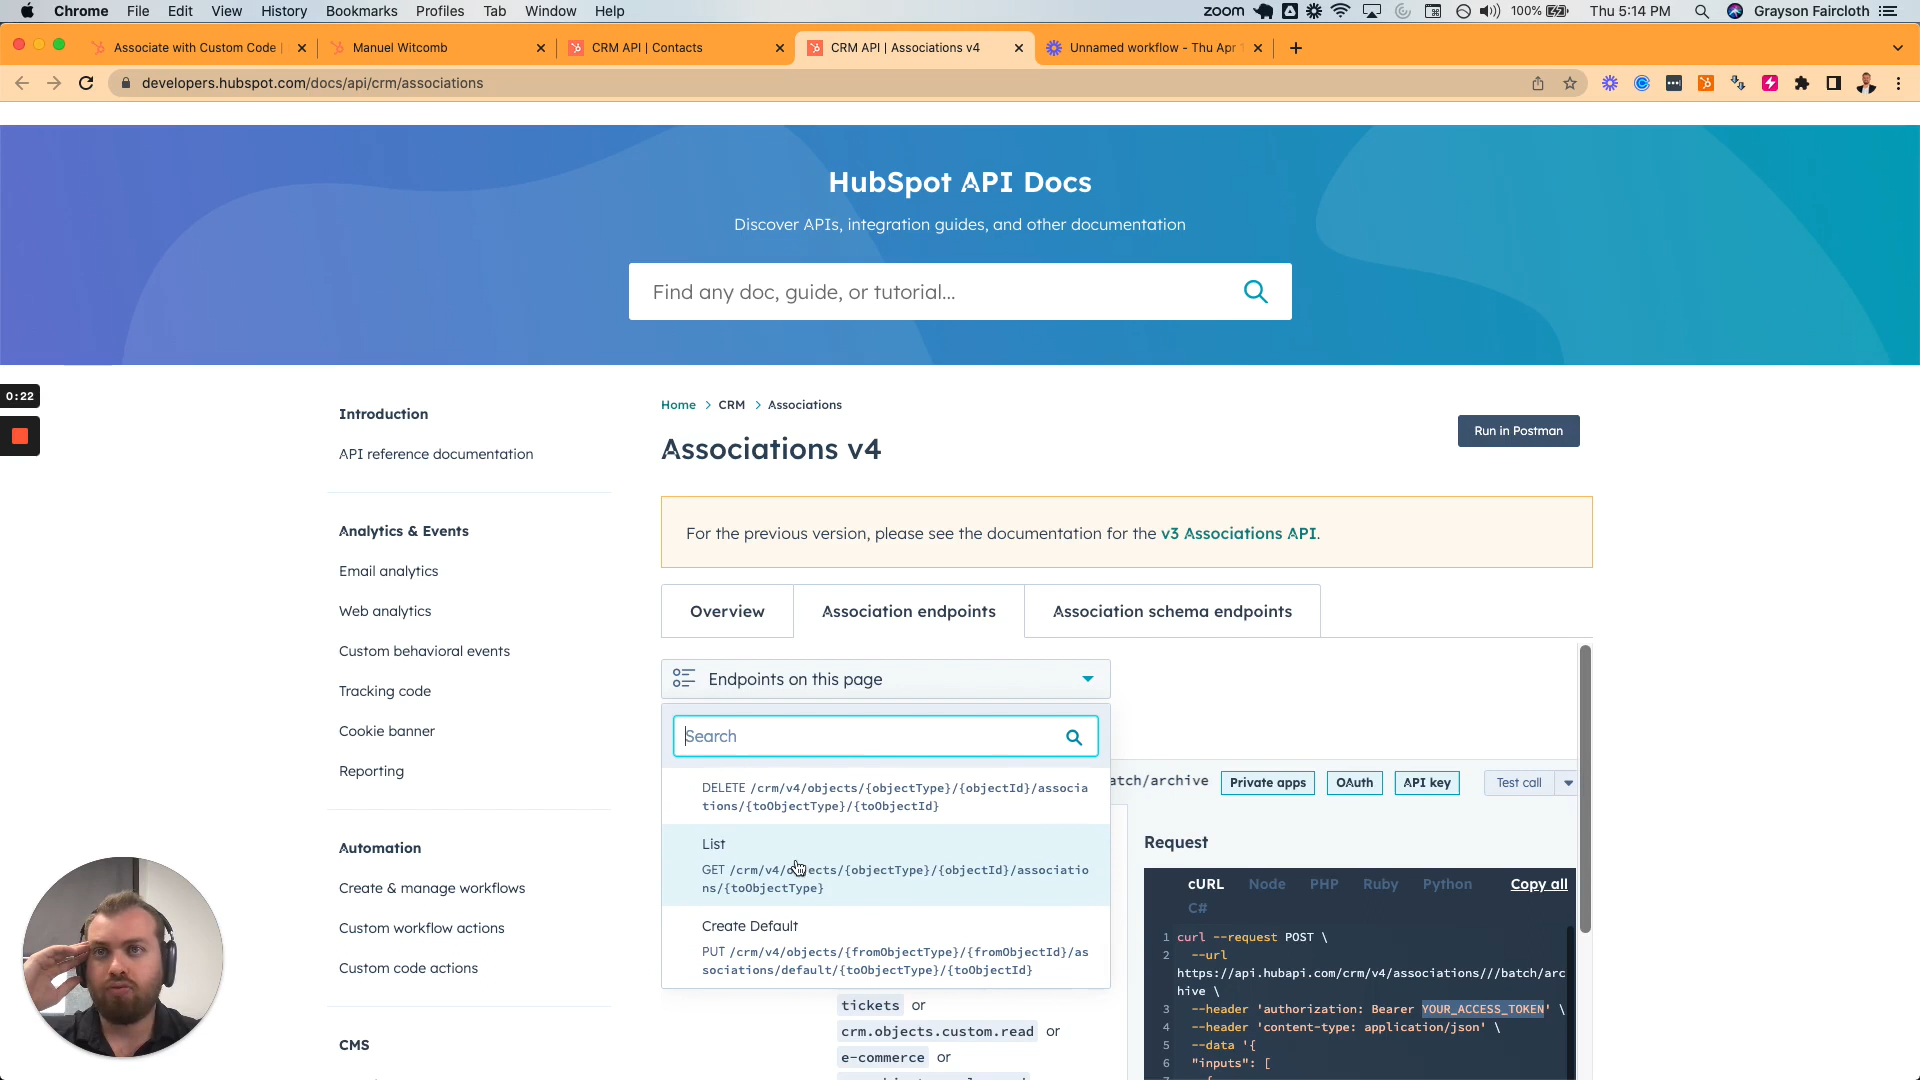 Chrome File Edit View History Bookmarks Profiles Tab Window Help zoom 100% Thu 5:14 PM Grayson Faircloth
Associate with Custom Code | Manuel Witcomb CRM API | Contacts CRM API | Associations v4 Unnamed workflow - Thu Apr
developers.hubspot.com/docs/api/crm/associations
HubSpot API Docs
Discover APIs, integration guides, and other documentation
Find any doc, guide, or tutorial...
0:22
Introduction
API reference documentation
Analytics & Events
Email analytics
Web analytics
Custom behavioral events
Tracking code
Cookie banner
Reporting
Automation
Create & manage workflows
Custom workflow actions
Custom code actions
CMS
Home > CRM > Associations
Associations v4
Run in Postman
For the previous version, please see the documentation for the v3 Associations API.
Overview Association endpoints Association schema endpoints
Endpoints on this page
Search
DELETE /crm/v4/objects/{objectType}/{objectId}/associa
tions/{toObjectType}/{toObjectId}
List
GET /crm/v4/objects/{objectType}/{objectId}/associatio
ns/{toObjectType}
Create Default
PUT /crm/v4/objects/{fromObjectType}/{fromObjectId}/as
sociations/default/{toObjectType}/{toObjectId}
tickets or
crm.objects.custom.read or
e-commerce or
atch/archive Private apps OAuth API key Test call
Request
cURL Node PHP Ruby Python Copy all
C#
1 curl --request POST \
2 --url
https://api.hubapi.com/crm/v4/associations///batch/arc
hive \
3 --header 'authorization: Bearer YOUR_ACCESS_TOKEN' \
4 --header 'content-type: application/json' \
5 --data '{
6 "inputs": [
7 {